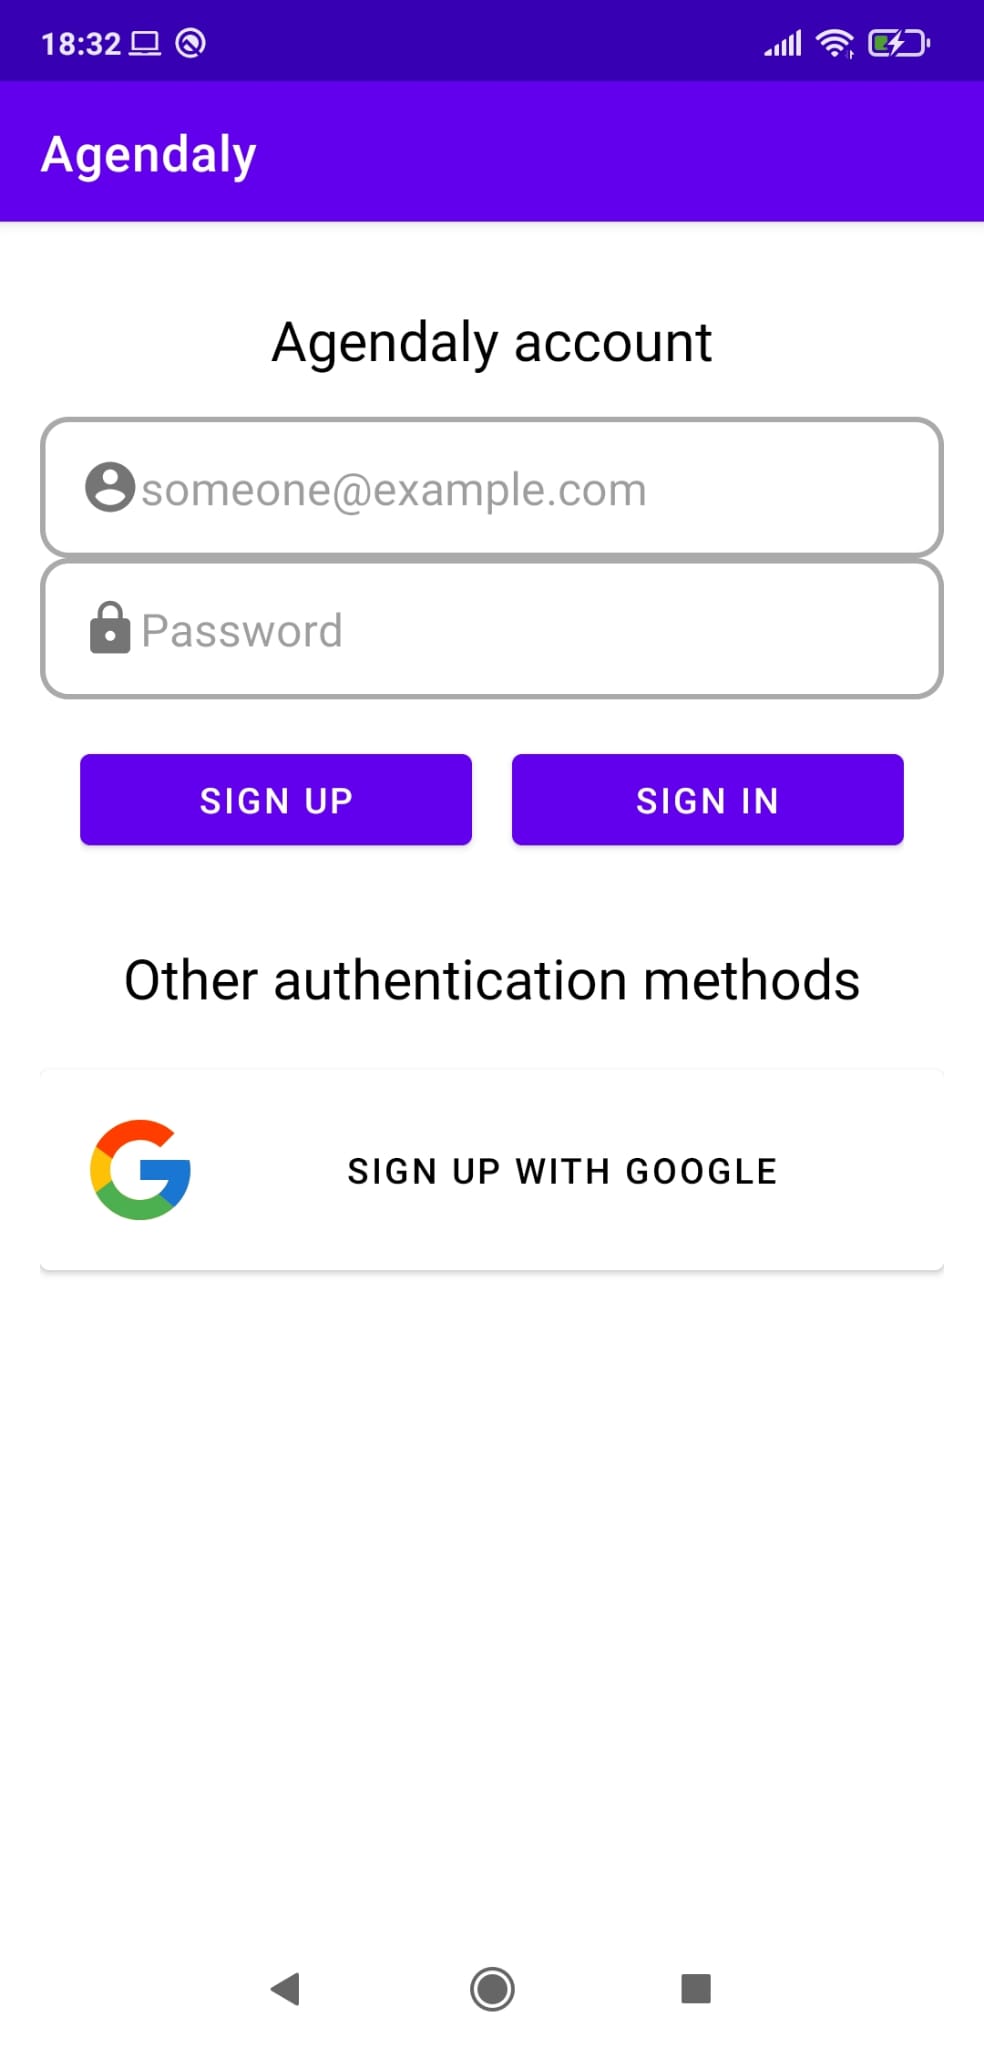 18:32
Agendaly
Agendaly account
someone@example.com
Password
SIGN UP
SIGN IN
Other authentication methods
SIGN UP WITH GOOGLE